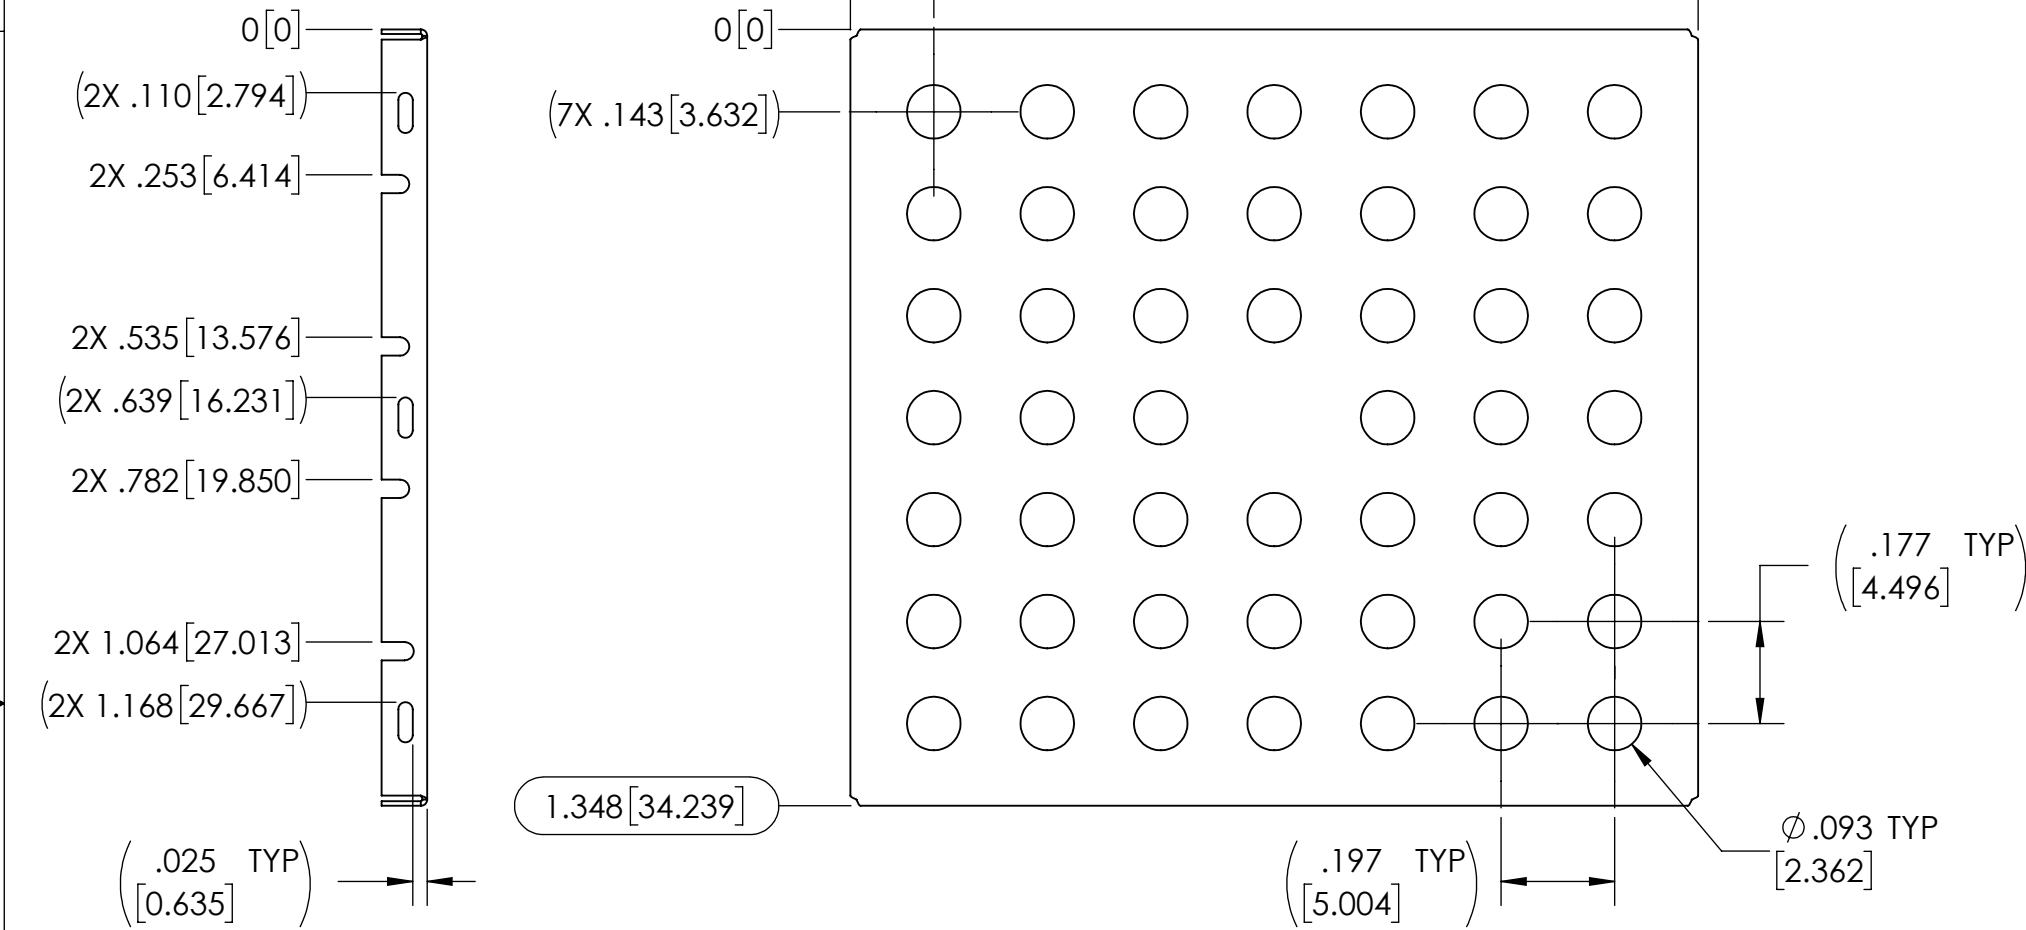 0[0]
(2X .110[2.794])
2X .253[6.414]
2X .535[13.576]
(2X .639[16.231])
2X .782[19.850]
2X 1.064[27.013]
(2X 1.168[29.667])
(.025 TYP
[0.635])
0[0]
(7X .143[3.632])
1.348[34.239]
(.177 TYP
[4.496])
(.197 TYP
[5.004])
∅.093 TYP
[2.362]